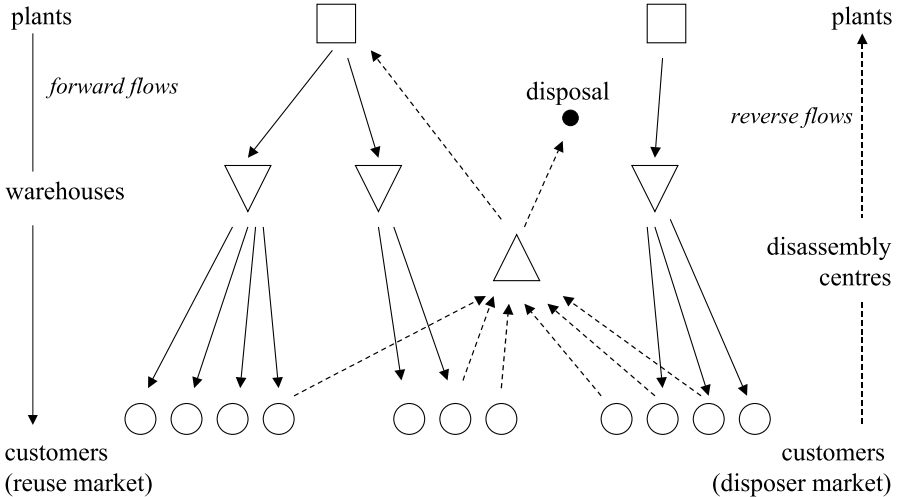 plants
plants
forward flows
disposal
reverse flows
warehouses
disassembly
centres
customers
(reuse market)
customers
(disposer market)